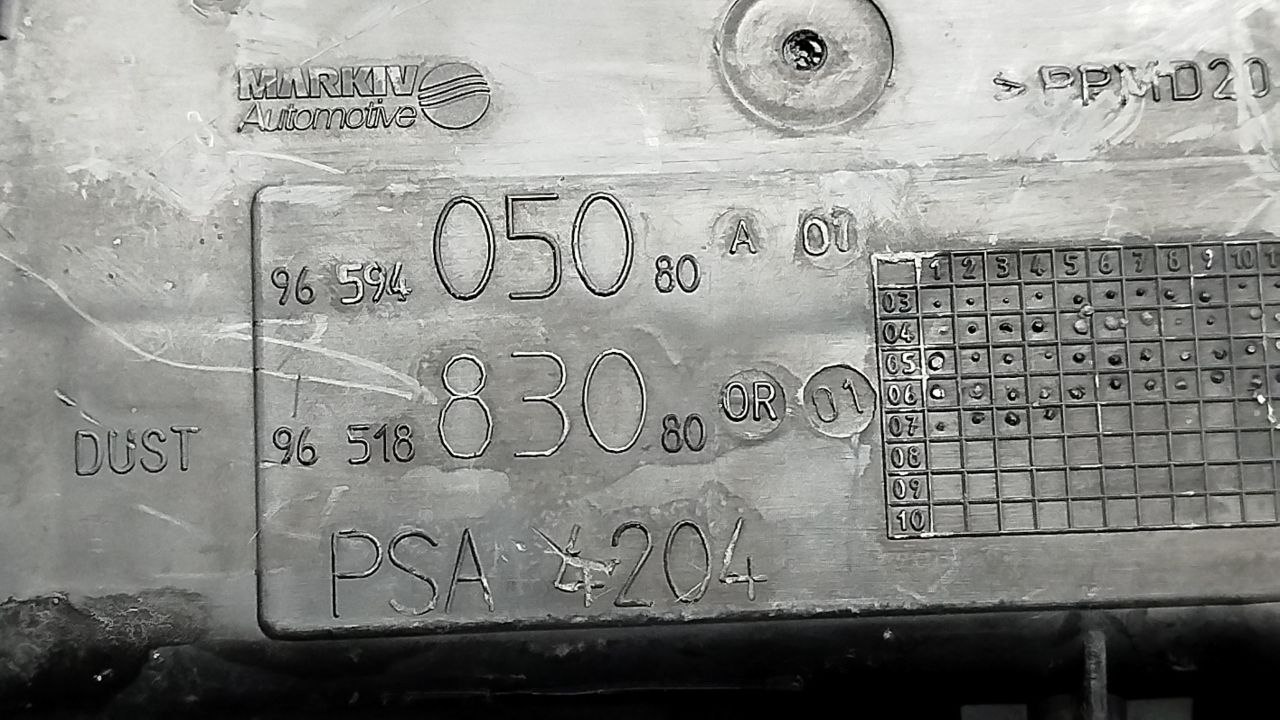 MARKIV
Automotive
>PPMD20
96 594 050 80 A 01
96 518 830 80 OR 01
DUST
PSA 4204
1 2 3 4 5 6 7 8 9 10
03
04
05
06
07
08
09
10